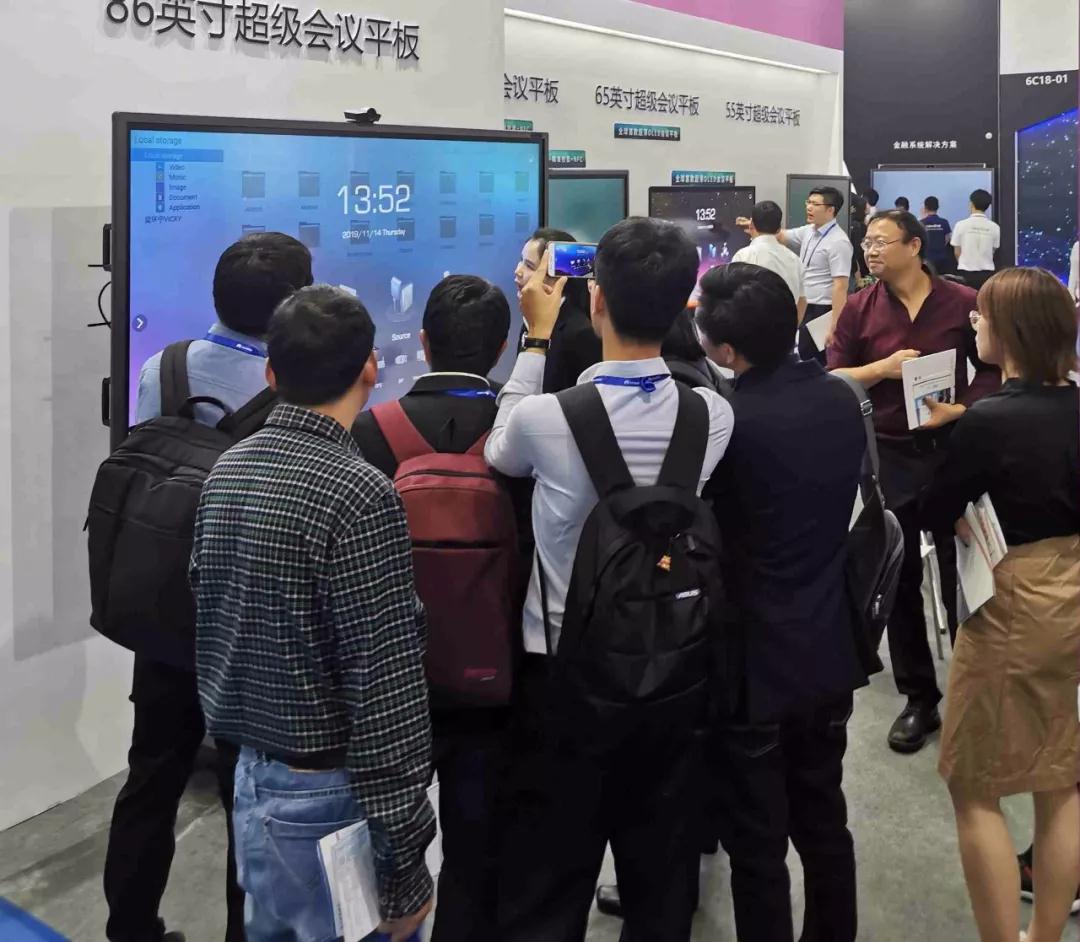 86英寸超级会议平板
会议平板
65英寸超级会议平板
55英寸超级会议平板
6C18-01
金融系统解决方案
Local storage
Local storage
Video
Music
Image
Document
Application
13:52
2019/11/14 Thursday
Source
13:52
ASUS